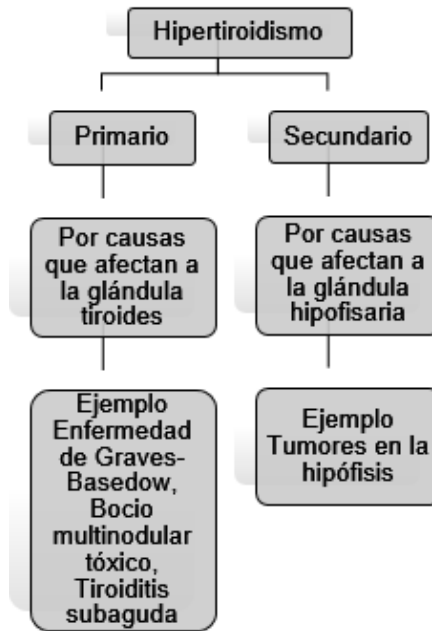 Hipertiroidismo
Primario
Secundario
Por causas
que afectan a
la glándula
tiroides
Por causas
que afectan a
la glándula
hipofisaria
Ejemplo
Enfermedad
de Graves-
Basedow,
Bocio
multinodular
tóxico,
Tiroiditis
subaguda
Ejemplo
Tumores en la
hipófisis